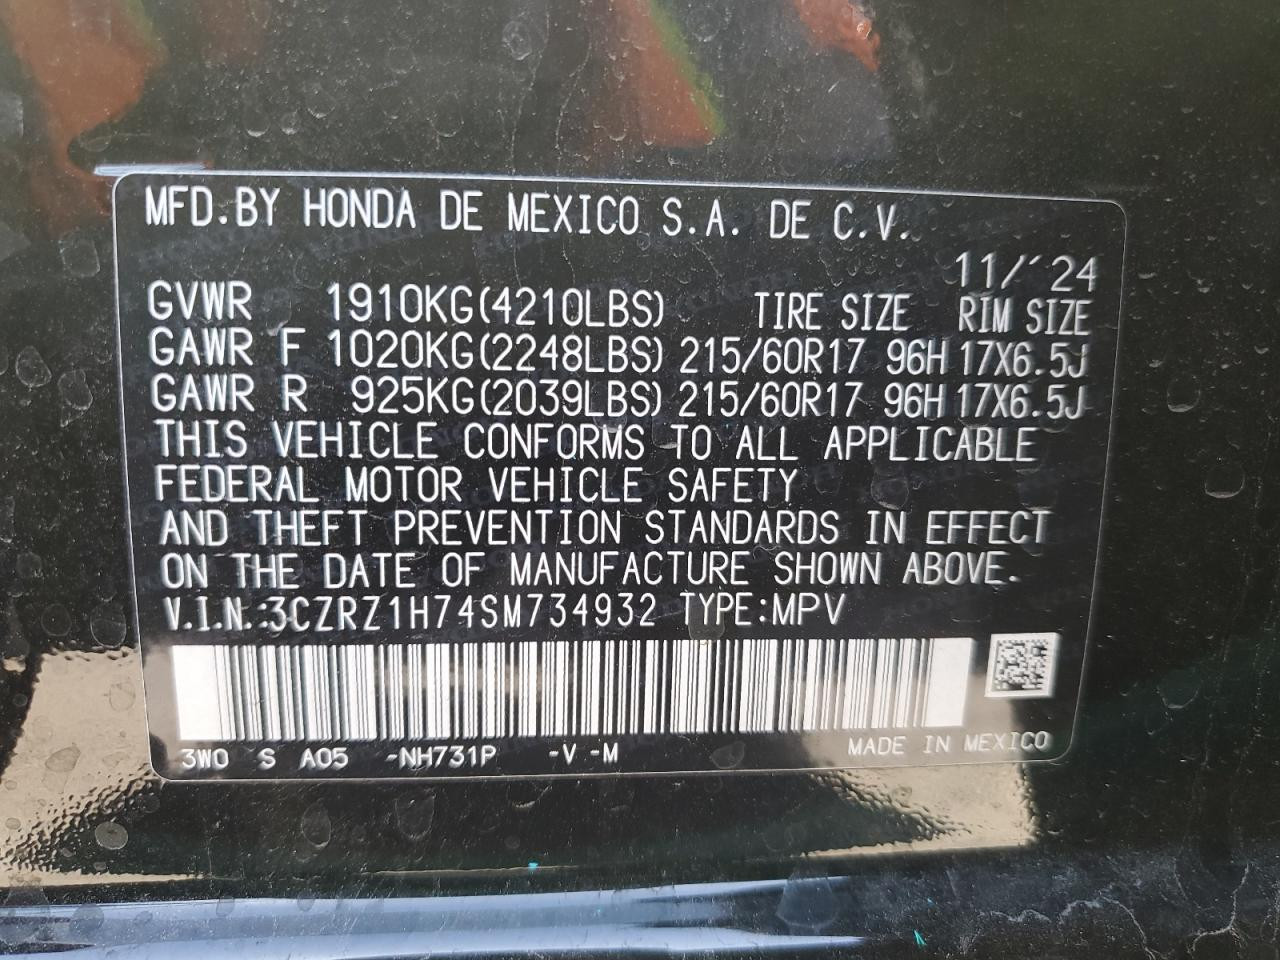 MFD.BY HONDA DE MEXICO S.A. DE C.V.
11/´24
GVWR 1910KG(4210LBS) TIRE SIZE RIM SIZE
GAWR F 1020KG(2248LBS) 215/60R17 96H 17X6.5J
GAWR R 925KG(2039LBS) 215/60R17 96H 17X6.5J
THIS VEHICLE CONFORMS TO ALL APPLICABLE
FEDERAL MOTOR VEHICLE SAFETY
AND THEFT PREVENTION STANDARDS IN EFFECT
ON THE DATE OF MANUFACTURE SHOWN ABOVE.
V.I.N.:3CZRZ1H74SM734932 TYPE:MPV
3W0 S A05 -NH731P -V -M MADE IN MEXICO